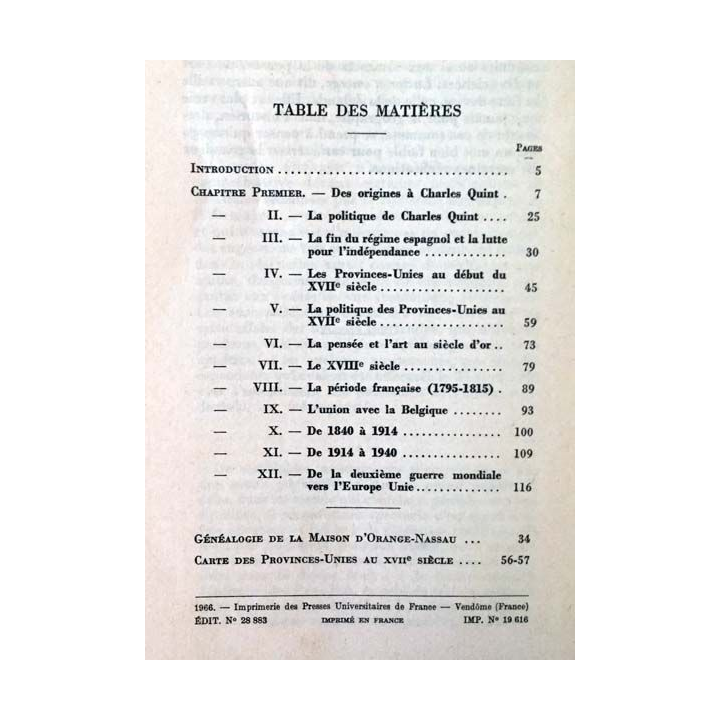 TABLE DES MATIÈRES
PAGES
INTRODUCTION .................................... 5
CHAPITRE PREMIER. — Des origines à Charles Quint . 7
— II. — La politique de Charles Quint .... 25
— III. — La fin du régime espagnol et la lutte
pour l'indépendance ............. 30
— IV. — Les Provinces-Unies au début du
XVIIe siècle .................... 45
— V. — La politique des Provinces-Unies au
XVIIe siècle .................... 59
— VI. — La pensée et l'art au siècle d'or .. 73
— VII. — Le XVIIIe siècle ................. 79
— VIII. — La période française (1795-1815) . 89
— IX. — L'union avec la Belgique ........ 93
— X. — De 1840 à 1914 ................ 100
— XI. — De 1914 à 1940 ................ 109
— XII. — De la deuxième guerre mondiale
vers l'Europe Unie ............. 116
GÉNÉALOGIE DE LA MAISON D'ORANGE-NASSAU ... 34
CARTE DES PROVINCES-UNIES AU XVIIe SIÈCLE .... 56-57
1966. — Imprimerie des Presses Universitaires de France — Vendôme (France)
ÉDIT. N° 28 883 IMPRIMÉ EN FRANCE IMP. N° 19 616